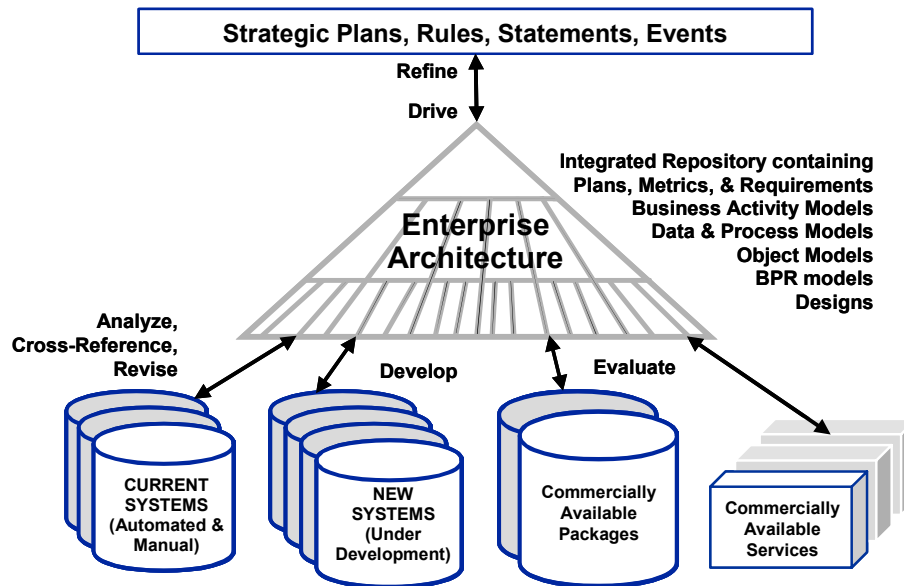 Strategic Plans, Rules, Statements, Events
Refine
Drive
Integrated Repository containing
Plans, Metrics, & Requirements
Business Activity Models
Data & Process Models
Object Models
BPR models
Designs
Enterprise
Architecture
Analyze,
Cross-Reference,
Revise
Develop
Evaluate
CURRENT
SYSTEMS
(Automated &
Manual)
NEW
SYSTEMS
(Under
Development)
Commercially
Available
Packages
Commercially
Available
Services